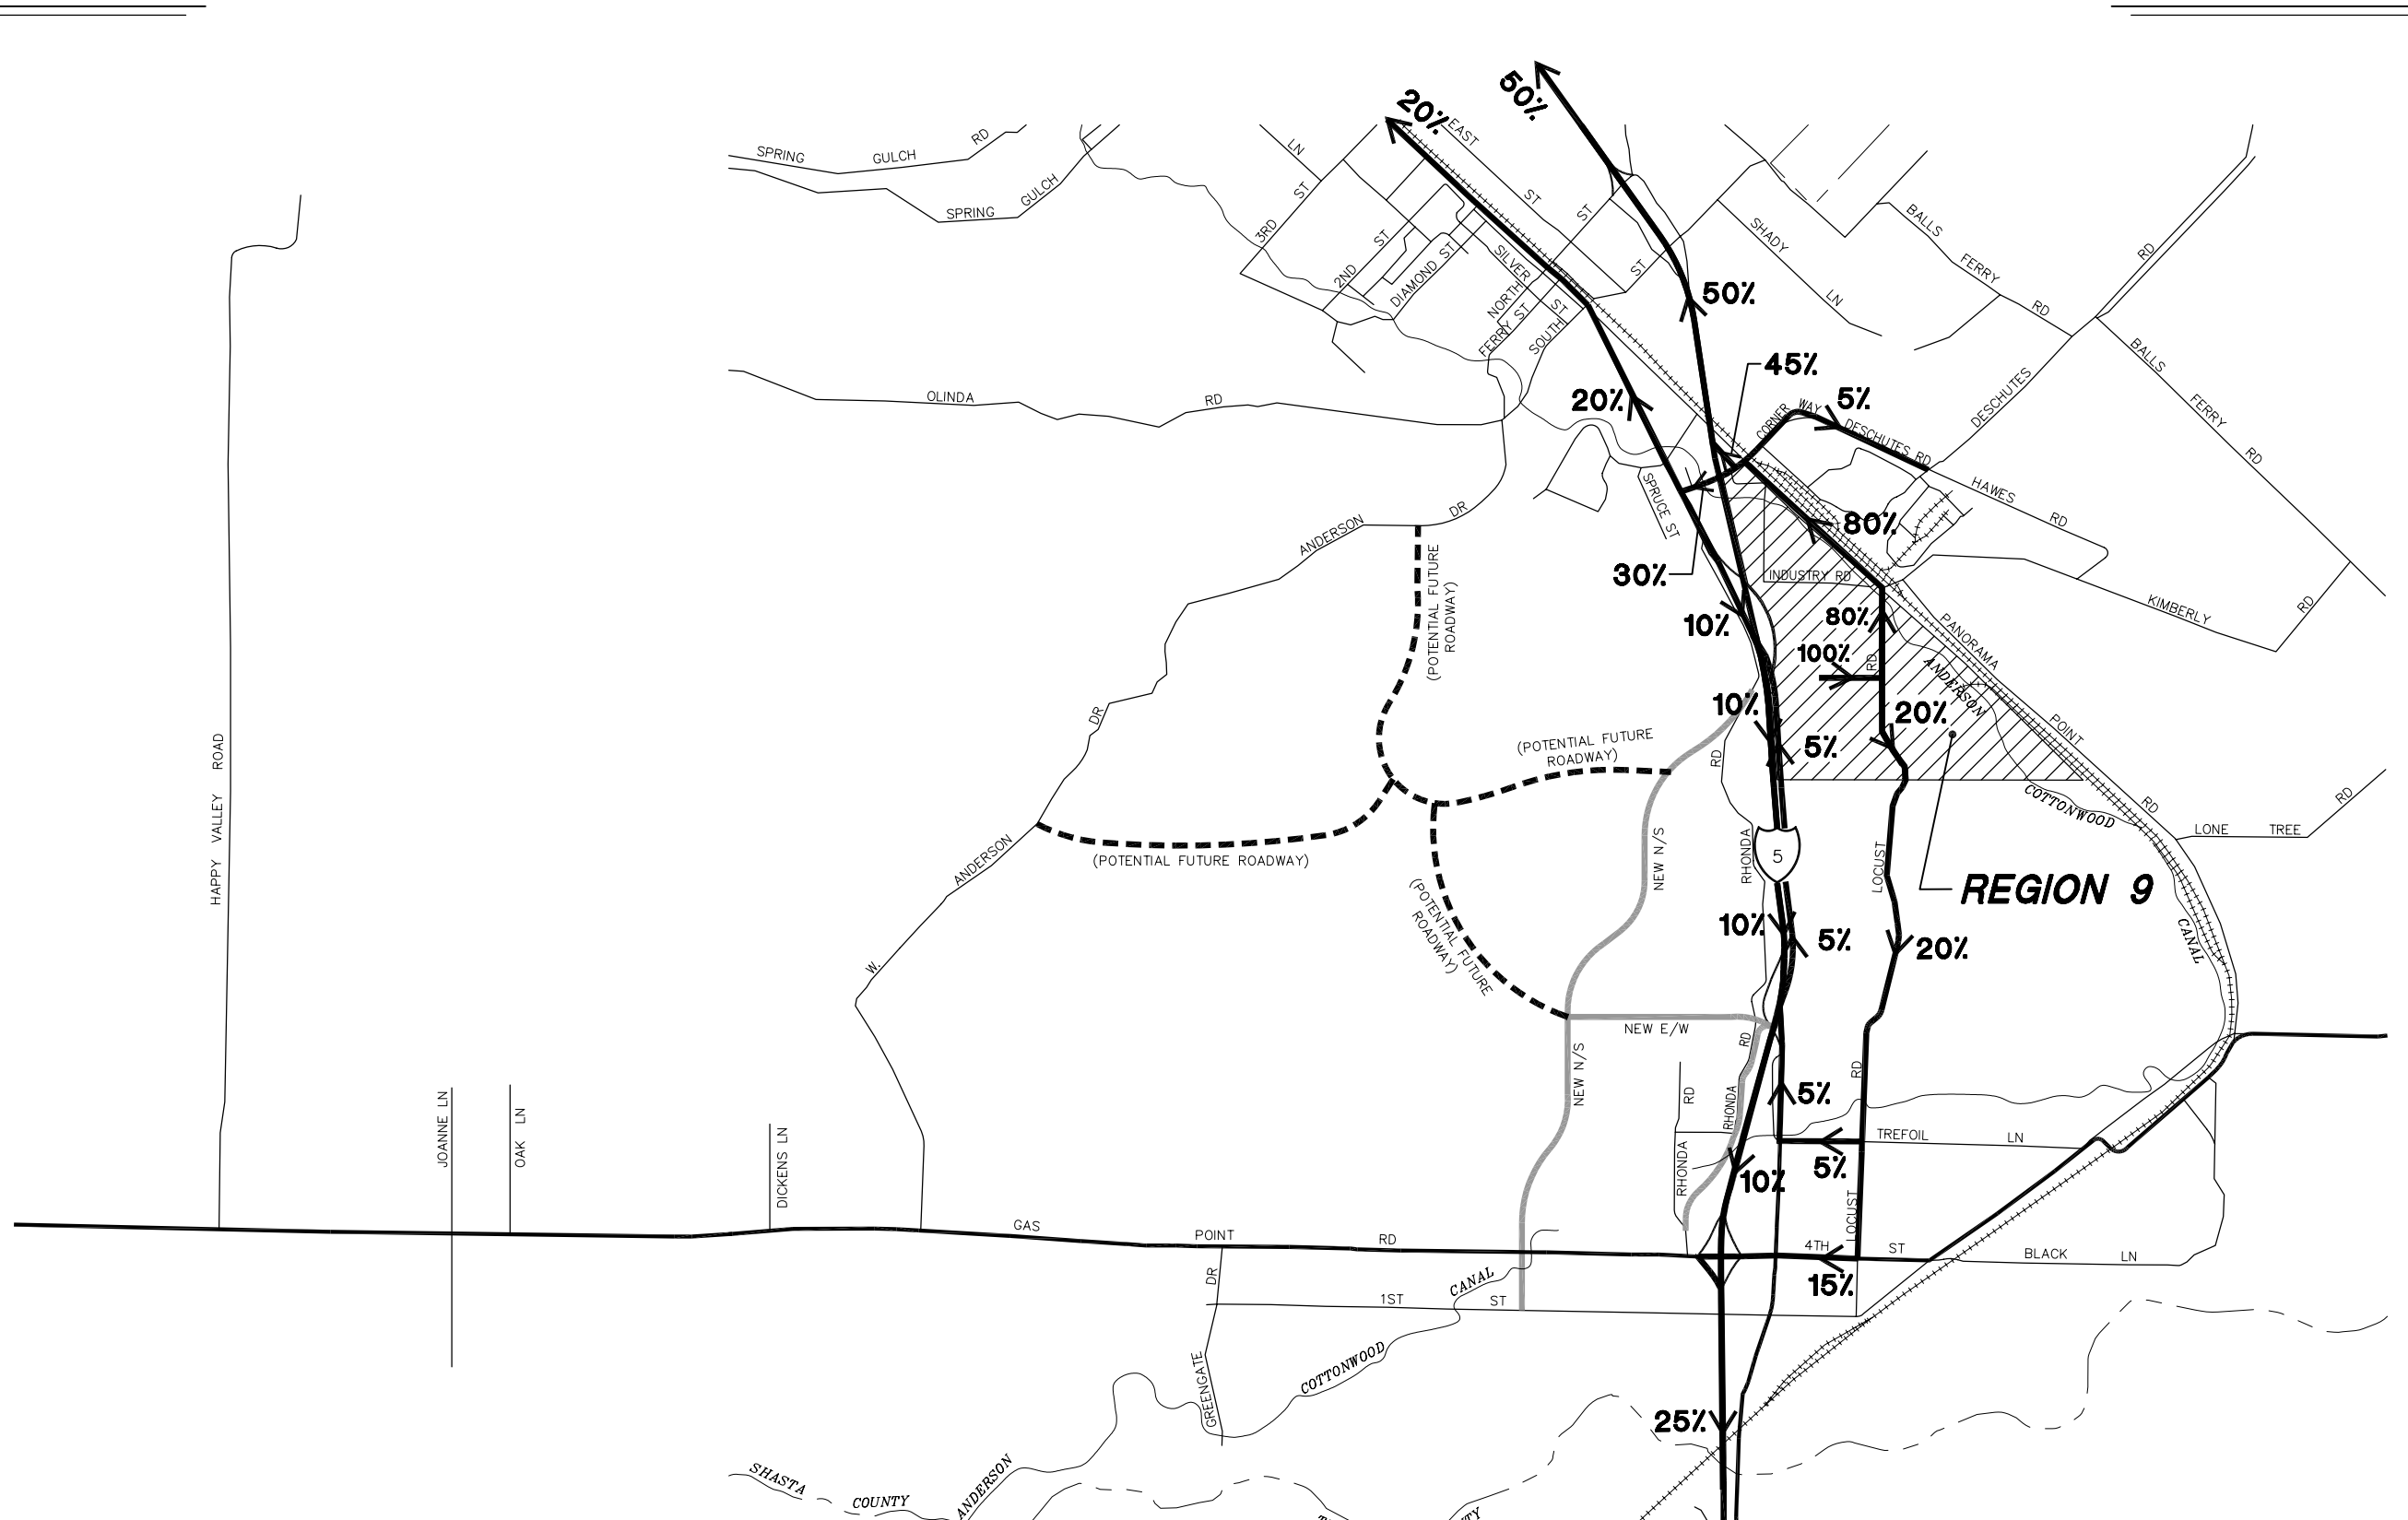 50%
20%
EAST
ST
SPRING GULCH RD
SPRING GULCH
LN
ST
3RD
2ND ST
DIAMOND ST
SILVER ST
NORTH ST
FERRY ST
SOUTH
ST
ST
SHADY LN
BALLS FERRY RD
RD
50%
45%
BALLS FERRY RD
OLINDA RD
20%
CORNER WAY
5%
DESCHUTES
DESCHUTES RD
HAWES RD
SPRUCE ST
80%
ANDERSON DR
30%
INDUSTRY RD
(POTENTIAL FUTURE
ROADWAY)
10%
80%
KIMBERLY RD
PANORAMA
100%
RD
ANDERSON
DR
10%
20%
POINT
(POTENTIAL FUTURE
ROADWAY)
RD
5%
HAPPY VALLEY ROAD
COTTONWOOD
RD
RD
LONE TREE
NEW N/S
RHONDA
5
LOCUST
ANDERSON
(POTENTIAL FUTURE ROADWAY)
REGION 9
(POTENTIAL FUTURE
ROADWAY)
10%
5%
20%
CANAL
W.
NEW E/W
RD
NEW N/S
RD
RD
RHONDA
5%
JOANNE LN
OAK LN
DICKENS LN
TREFOIL LN
RHONDA
5%
10%
LOCUST
GAS POINT RD
4TH ST
BLACK LN
DR
CANAL
15%
1ST ST
GREENGATE
COTTONWOOD
25%
SHASTA COUNTY
ANDERSON